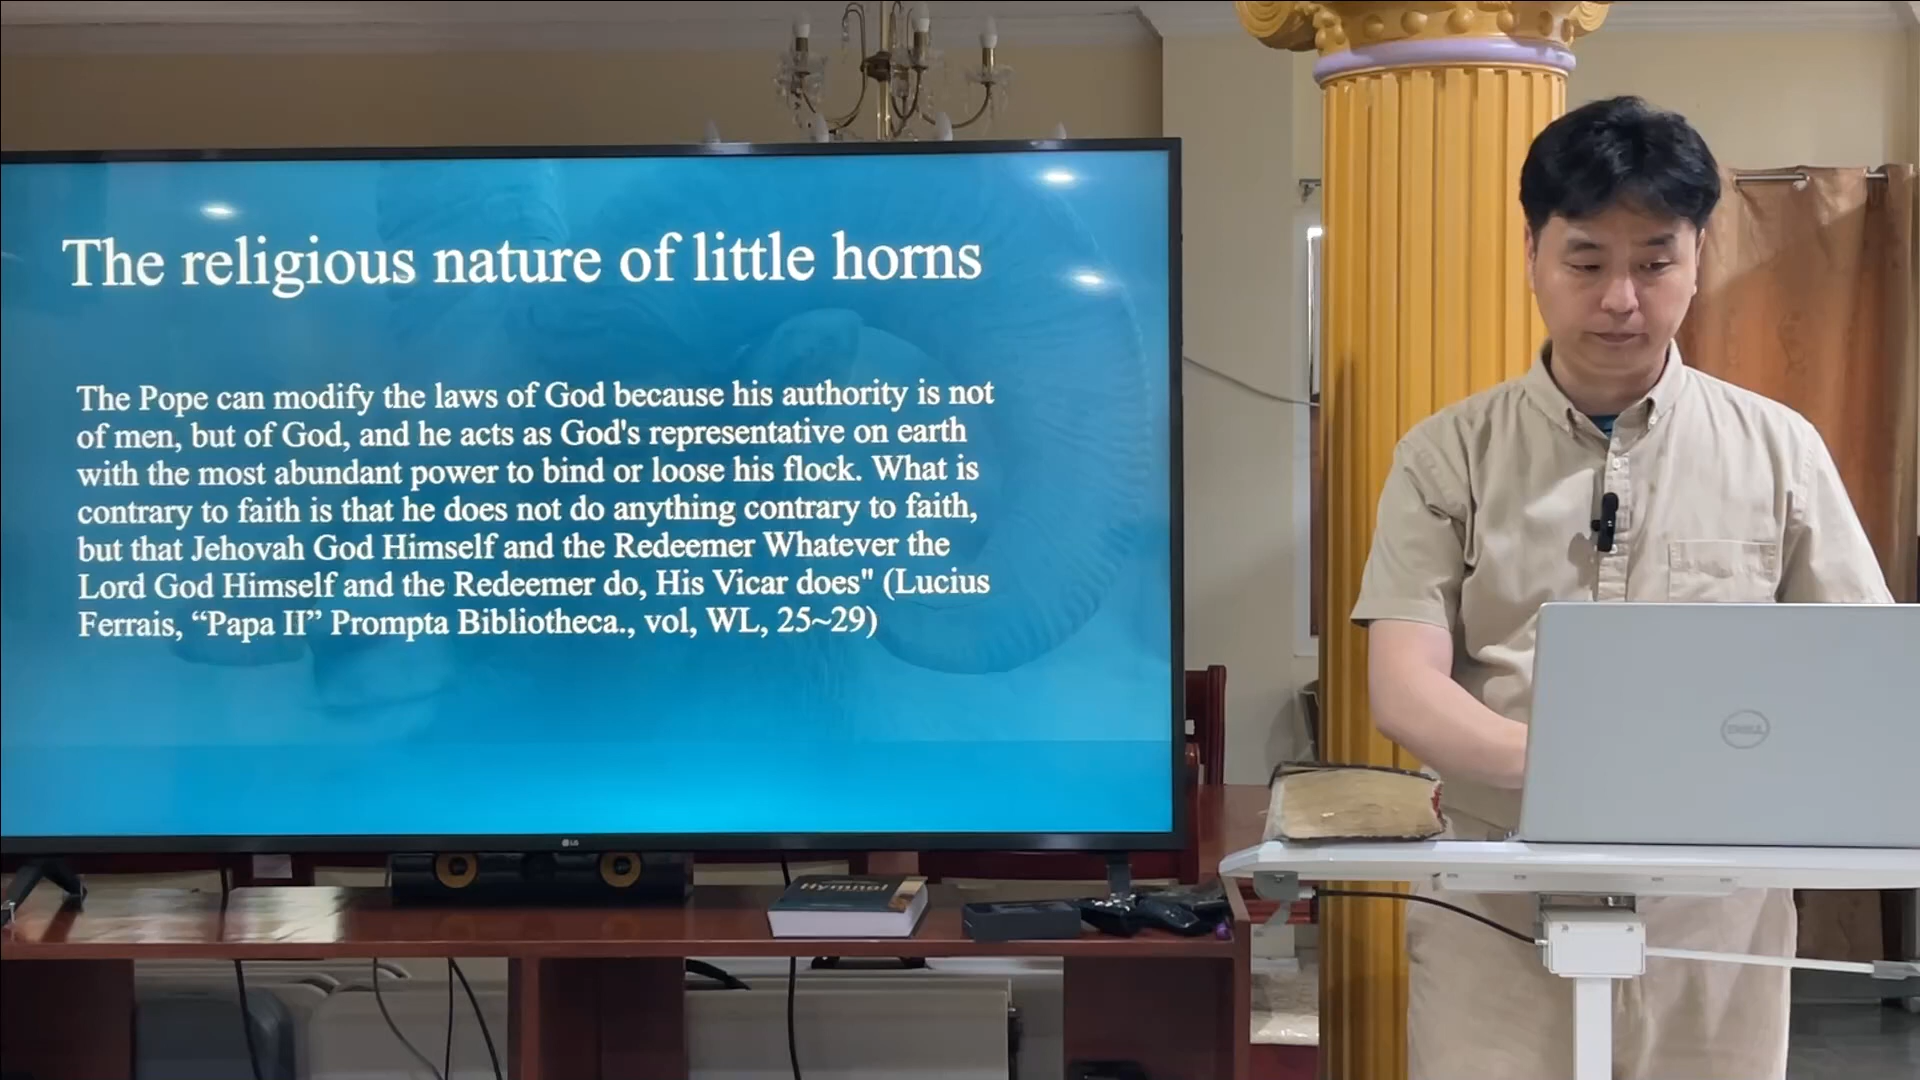 The religious nature of little horns
The Pope can modify the laws of God because his authority is not
of men, but of God, and he acts as God's representative on earth
with the most abundant power to bind or loose his flock. What is
contrary to faith is that he does not do anything contrary to faith,
but that Jehovah God Himself and the Redeemer Whatever the
Lord God Himself and the Redeemer do, His Vicar does" (Lucius
Ferrais, “Papa II” Prompta Bibliotheca., vol, WL, 25~29)
LG
Hymnal
DELL